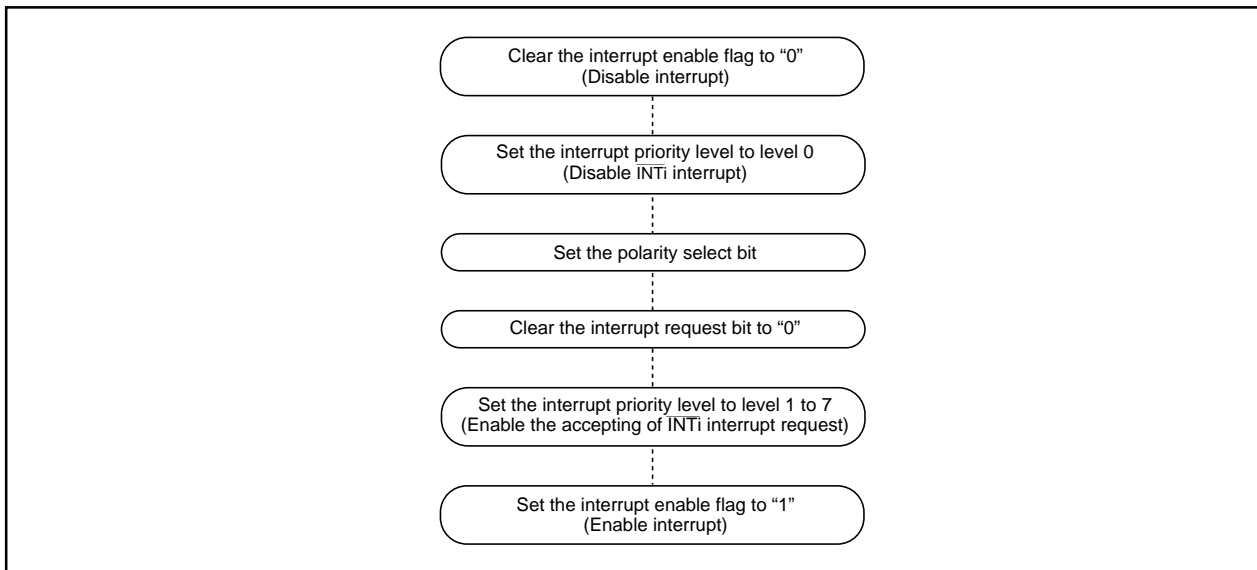 Clear the interrupt enable flag to “0”
(Disable interrupt)
Set the interrupt priority level to level 0
(Disable I̅N̅T̅i̅ interrupt)
Set the polarity select bit
Clear the interrupt request bit to “0”
Set the interrupt priority level to level 1 to 7
(Enable the accepting of I̅N̅T̅i̅ interrupt request)
Set the interrupt enable flag to “1”
(Enable interrupt)